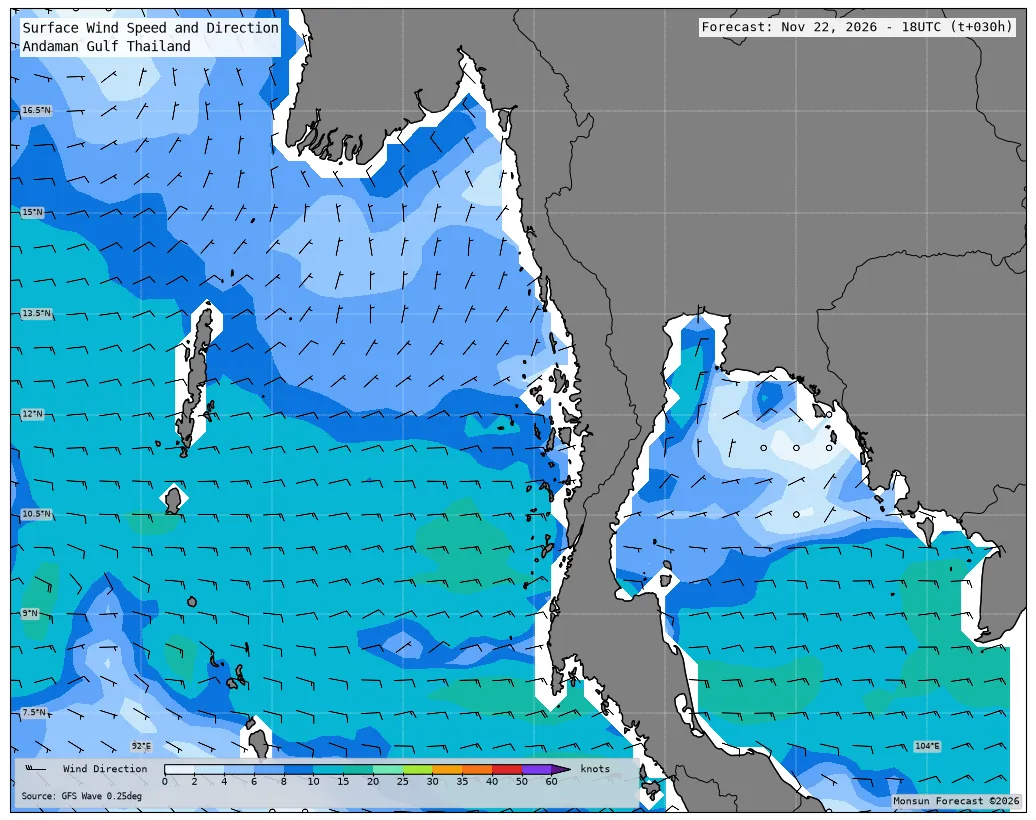 Surface Wind Speed and Direction
Andaman Gulf Thailand
Forecast: Nov 22, 2026 - 18UTC (t+030h)
16.5°N
15°N
13.5°N
12°N
10.5°N
9°N
7.5°N
92°E
104°E
Wind Direction
0 2 4 6 8 10 15 20 25 30 35 40 50 60
knots
Source: GFS Wave 0.25deg
Monsun Forecast ©2026